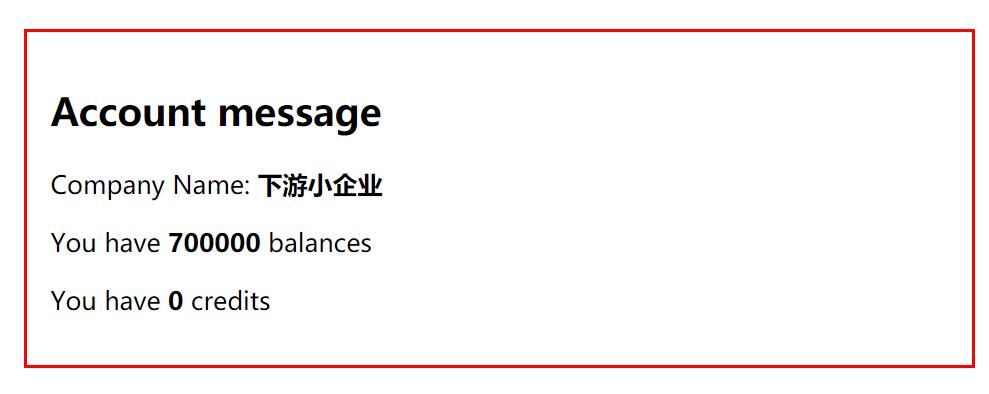 Account message
Company Name: 下游小企业
You have 700000 balances
You have 0 credits